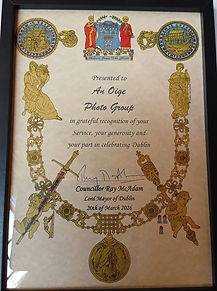 Presented to
An Oige
Photo Group
in grateful recognition of your
Service, your generosity and
your part in celebrating Dublin
Councillor Ray McAdam
Lord Mayor of Dublin
20th of March 2026